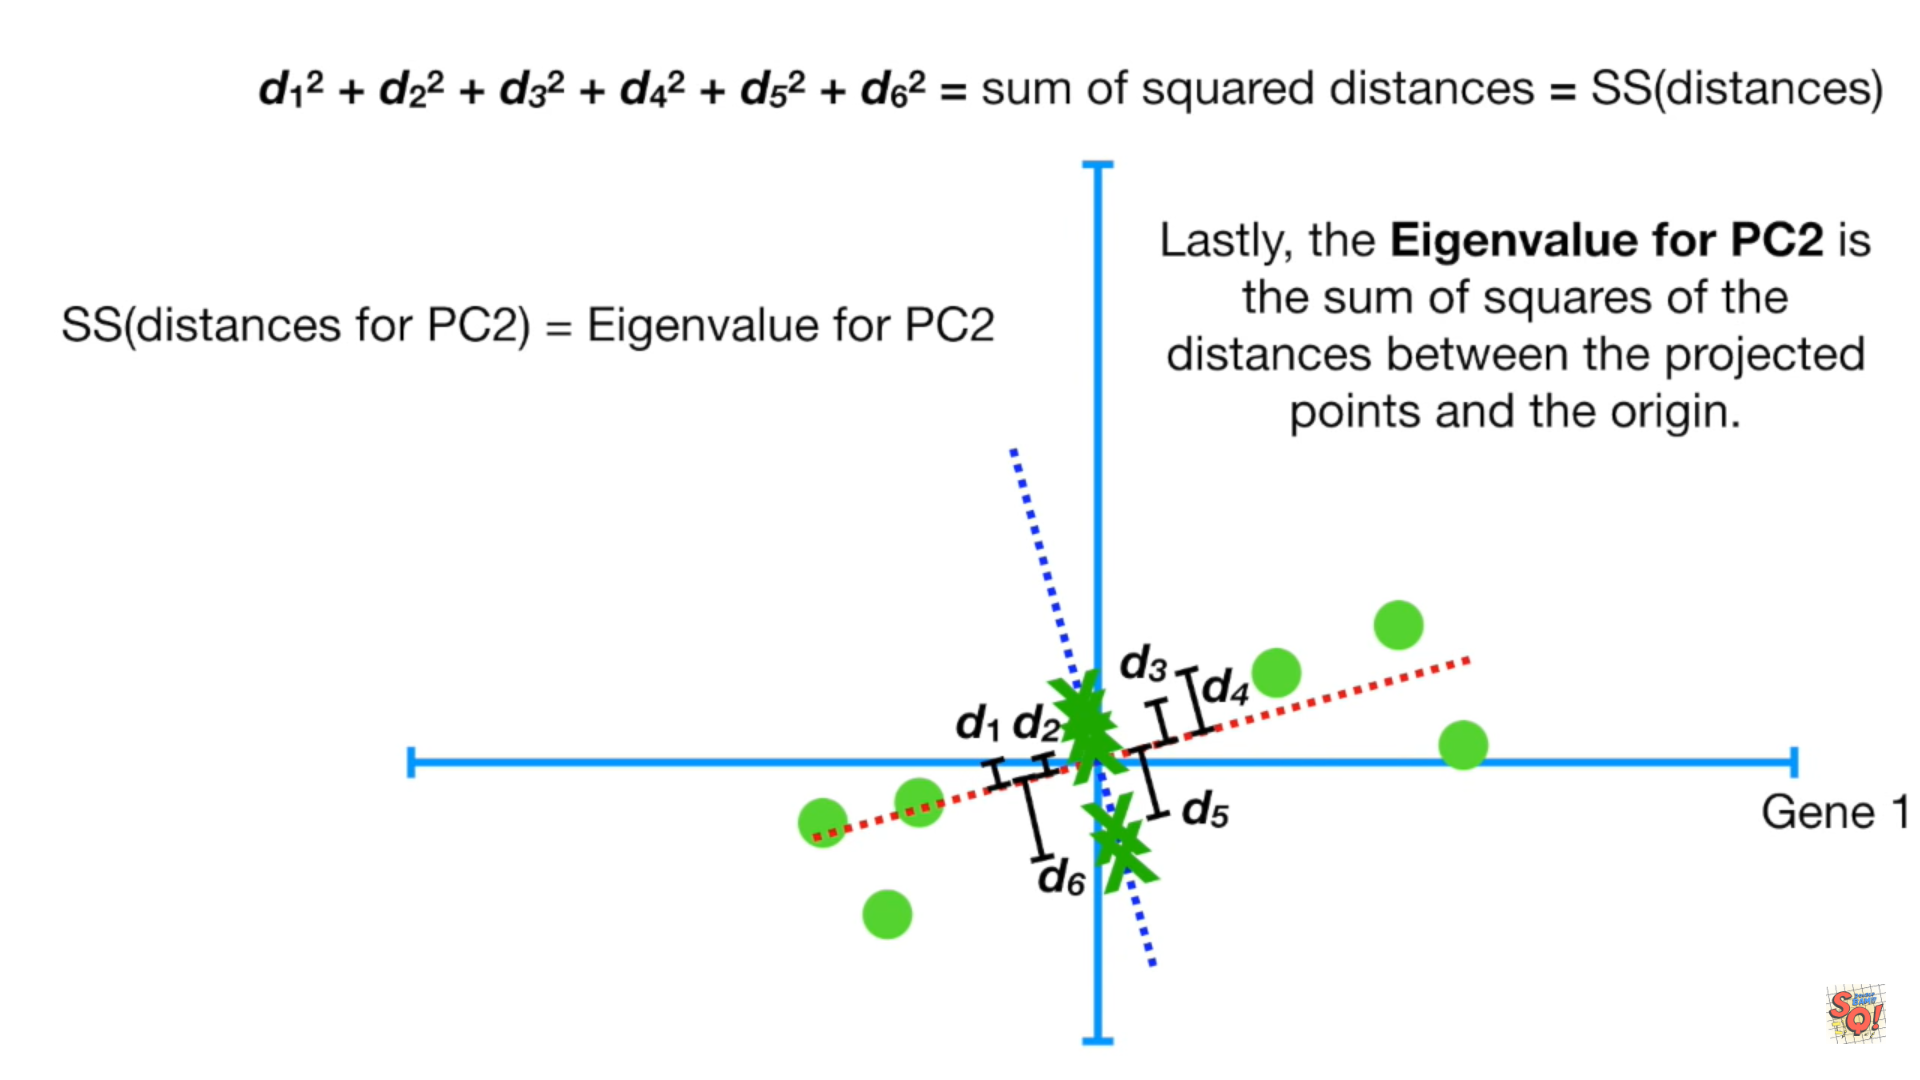 d₁² + d₂² + d₃² + d₄² + d₅² + d₆² = sum of squared distances = SS(distances)
Lastly, the Eigenvalue for PC2 is
the sum of squares of the
distances between the projected
points and the origin.
SS(distances for PC2) = Eigenvalue for PC2
d₃
d₄
d₁ d₂
d₅
d₆
Gene 1
SQ!